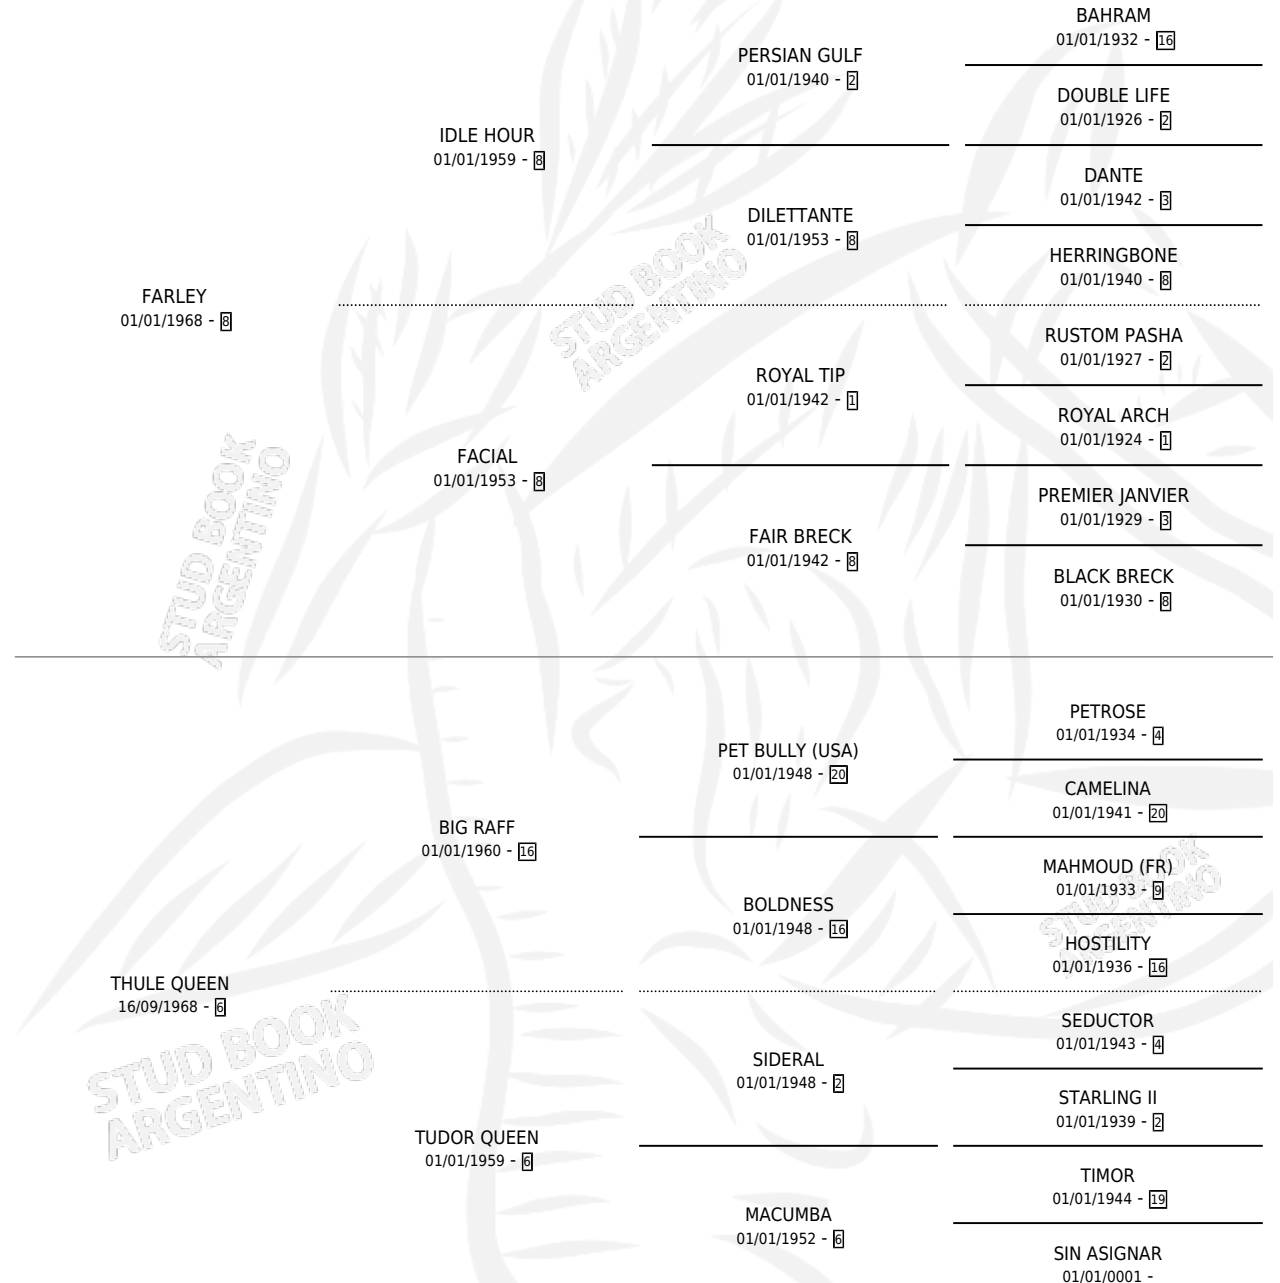 BAHRAM
01/01/1932 - 16
PERSIAN GULF
01/01/1940 - 2
DOUBLE LIFE
01/01/1926 - 2
IDLE HOUR
01/01/1959 - 8
DANTE
01/01/1942 - 3
DILETTANTE
01/01/1953 - 8
HERRINGBONE
01/01/1940 - 8
FARLEY
01/01/1968 - 8
STUD BOOK
ARGENTINO
RUSTOM PASHA
01/01/1927 - 2
ROYAL TIP
01/01/1942 - 1
ROYAL ARCH
01/01/1924 - 1
FACIAL
01/01/1953 - 8
PREMIER JANVIER
01/01/1929 - 3
FAIR BRECK
01/01/1942 - 8
BLACK BRECK
01/01/1930 - 8
STUD BOOK
ARGENTINO
PETROSE
01/01/1934 - 4
PET BULLY (USA)
01/01/1948 - 20
CAMELINA
01/01/1941 - 20
BIG RAFF
01/01/1960 - 16
MAHMOUD (FR)
01/01/1933 - 9
BOLDNESS
01/01/1948 - 16
STUD BOOK
ARGENTINO
HOSTILITY
01/01/1936 - 16
THULE QUEEN
16/09/1968 - 6
SEDUCTOR
01/01/1943 - 4
SIDERAL
01/01/1948 - 2
STARLING II
01/01/1939 - 2
STUD BOOK
ARGENTINO
TUDOR QUEEN
01/01/1959 - 6
TIMOR
01/01/1944 - 19
MACUMBA
01/01/1952 - 6
SIN ASIGNAR
01/01/0001 -